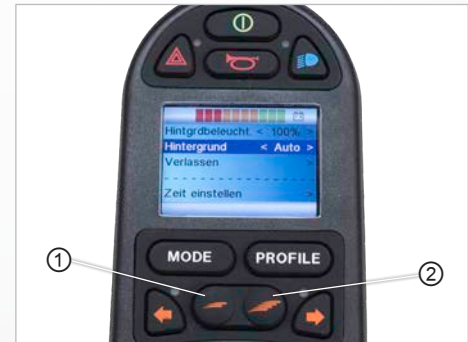 Hintgrdbeleucht. < 100% >
Hintergrund < Auto >
Verlassen >
Zeit einstellen >
MODE PROFILE
1 2